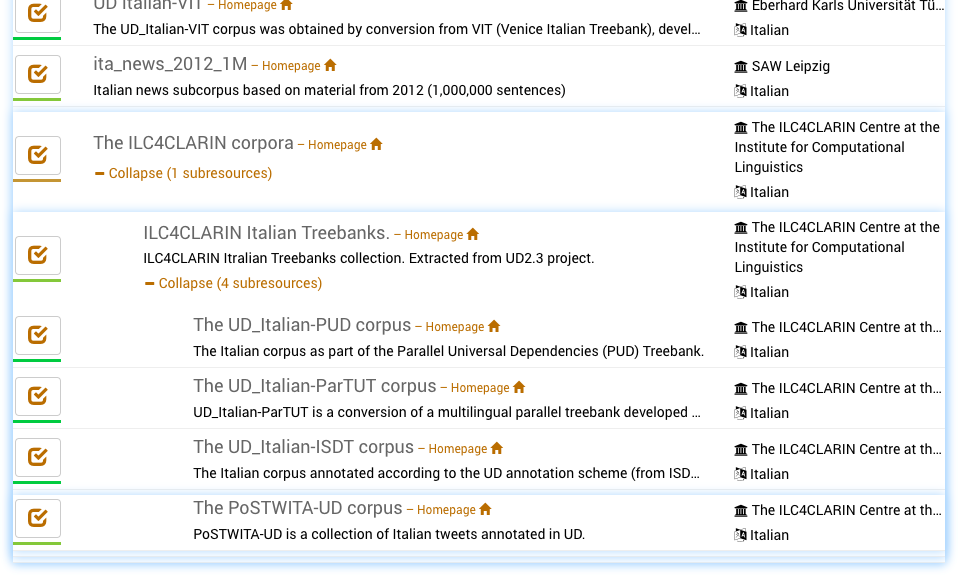 UD Italian-VIT – Homepage
Eberhard Karls Universität Tü...
The UD_Italian-VIT corpus was obtained by conversion from VIT (Venice Italian Treebank), devel...
Italian
ita_news_2012_1M – Homepage
SAW Leipzig
Italian news subcorpus based on material from 2012 (1,000,000 sentences)
Italian
The ILC4CLARIN corpora – Homepage
Collapse (1 subresources)
The ILC4CLARIN Centre at the
Institute for Computational
Linguistics
Italian
ILC4CLARIN Italian Treebanks. – Homepage
ILC4CLARIN Itralian Treebanks collection. Extracted from UD2.3 project.
Collapse (4 subresources)
The ILC4CLARIN Centre at the
Institute for Computational
Linguistics
Italian
The UD_Italian-PUD corpus – Homepage
The ILC4CLARIN Centre at th...
The Italian corpus as part of the Parallel Universal Dependencies (PUD) Treebank.
Italian
The UD_Italian-ParTUT corpus – Homepage
The ILC4CLARIN Centre at th...
UD_Italian-ParTUT is a conversion of a multilingual parallel treebank developed ...
Italian
The UD_Italian-ISDT corpus – Homepage
The ILC4CLARIN Centre at th...
The Italian corpus annotated according to the UD annotation scheme (from ISD...
Italian
The PoSTWITA-UD corpus – Homepage
The ILC4CLARIN Centre at th...
PoSTWITA-UD is a collection of Italian tweets annotated in UD.
Italian